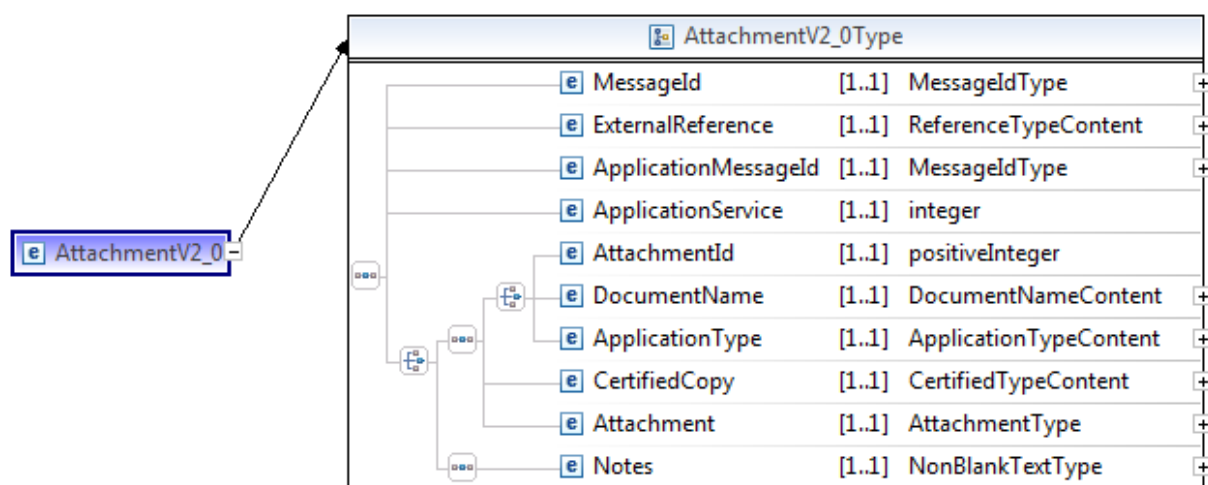 AttachmentV2_0Type
e MessageId [1..1] MessageIdType
e ExternalReference [1..1] ReferenceTypeContent
e ApplicationMessageId [1..1] MessageIdType
e ApplicationService [1..1] integer
e AttachmentV2_0
e AttachmentId [1..1] positiveInteger
e DocumentName [1..1] DocumentNameContent
e ApplicationType [1..1] ApplicationTypeContent
e CertifiedCopy [1..1] CertifiedTypeContent
e Attachment [1..1] AttachmentType
e Notes [1..1] NonBlankTextType